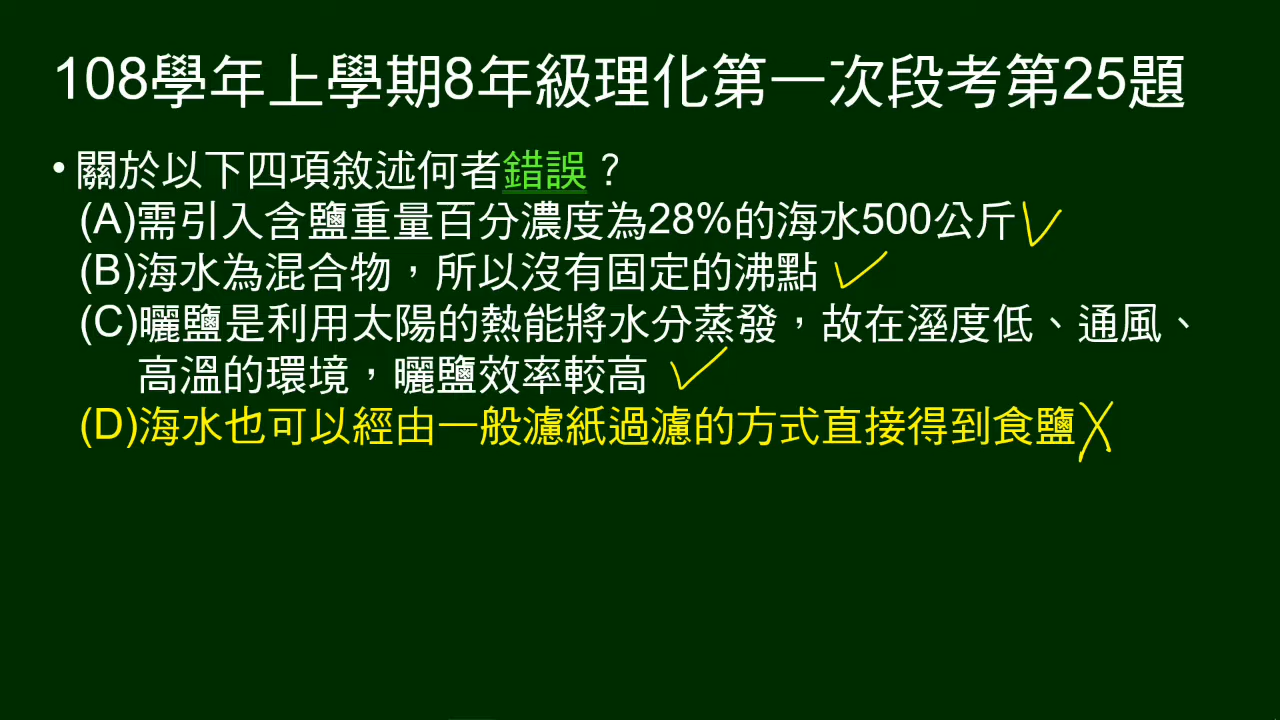 108學年上學期8年級理化第一次段考第25題
•關於以下四項敘述何者錯誤？
(A)需引入含鹽重量百分濃度為28%的海水500公斤
(B)海水為混合物，所以沒有固定的沸點
(C)曬鹽是利用太陽的熱能將水分蒸發，故在溼度低、通風、
高溫的環境，曬鹽效率較高
(D)海水也可以經由一般濾紙過濾的方式直接得到食鹽